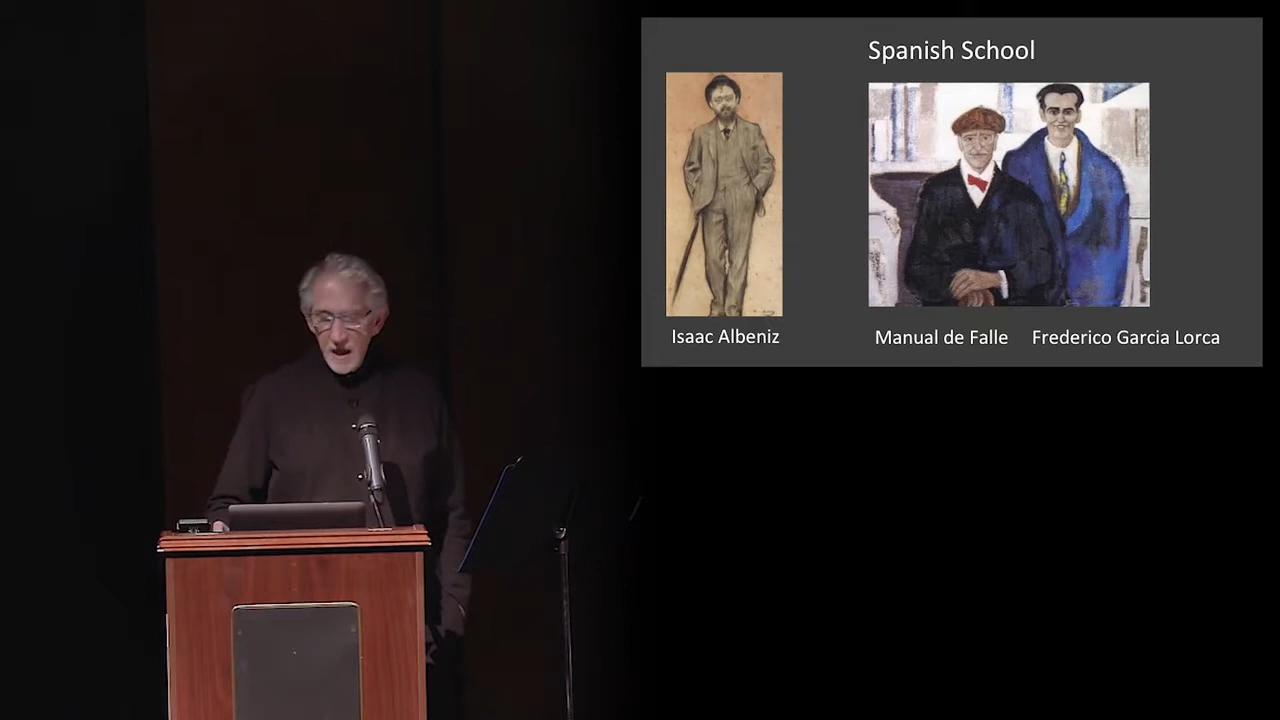 Spanish School
Isaac Albeniz
Manual de Falle
Frederico Garcia Lorca